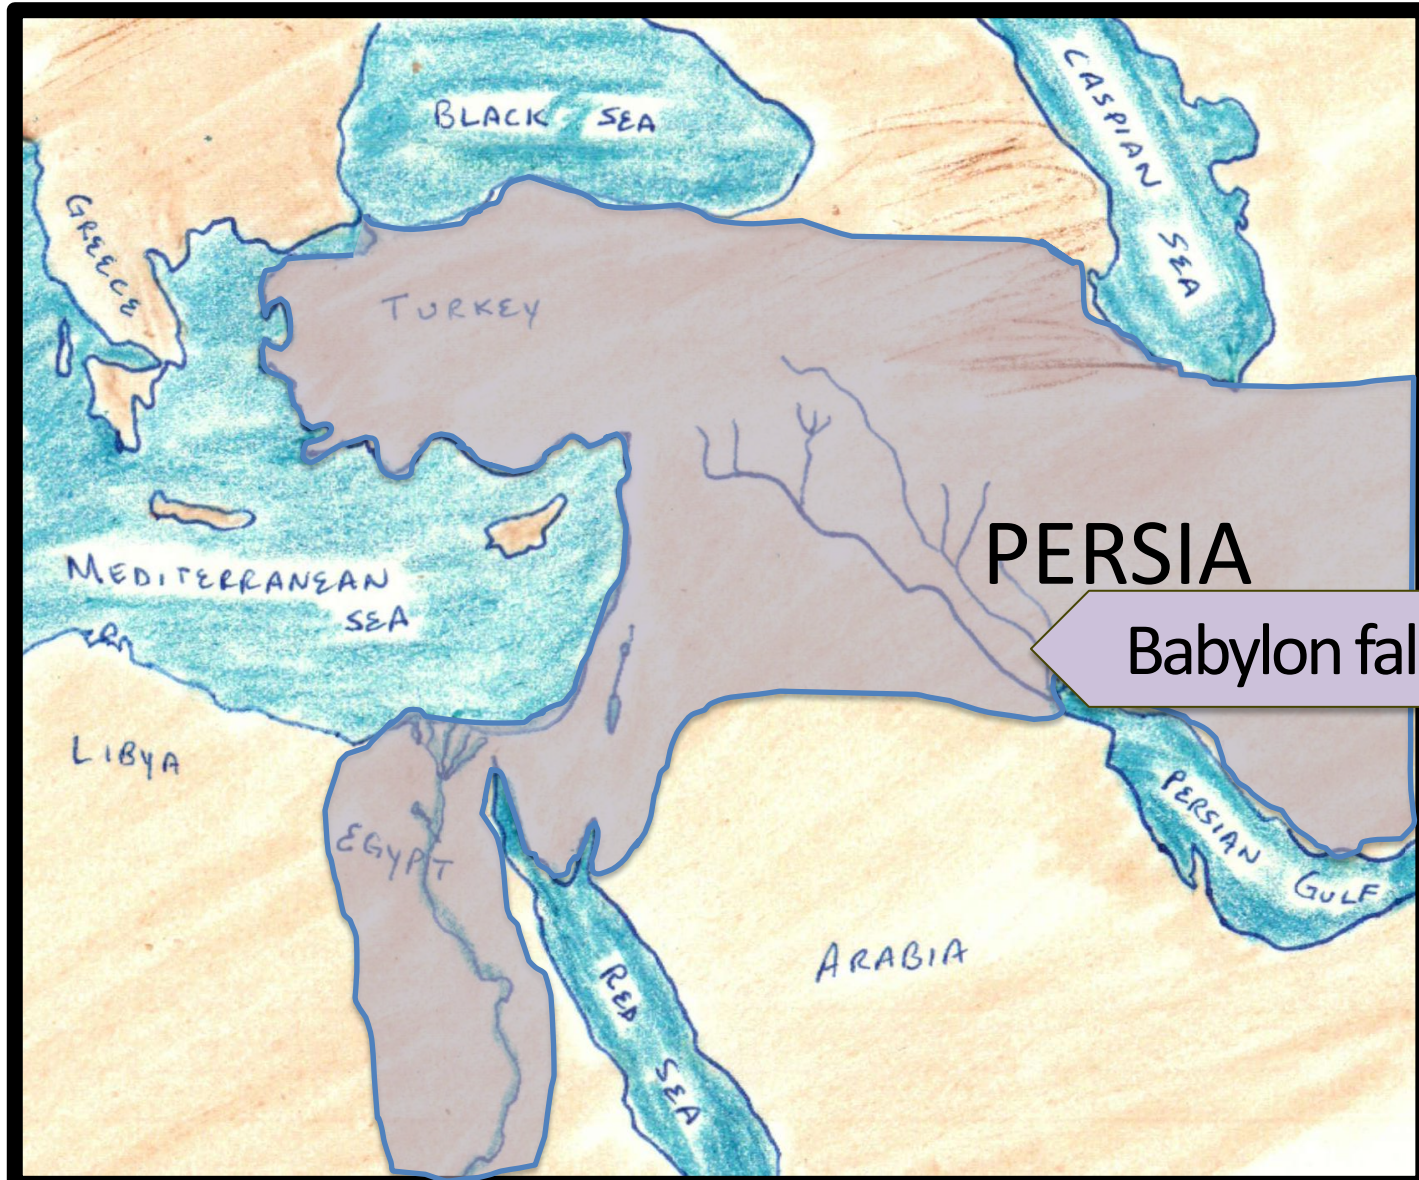 BLACK SEA
CASPIAN SEA
GREECE
TURKEY
PERSIA
MEDITERRANEAN
SEA
Babylon fal
LIBYA
PERSIAN
GULF
EGYPT
ARABIA
RED
SEA